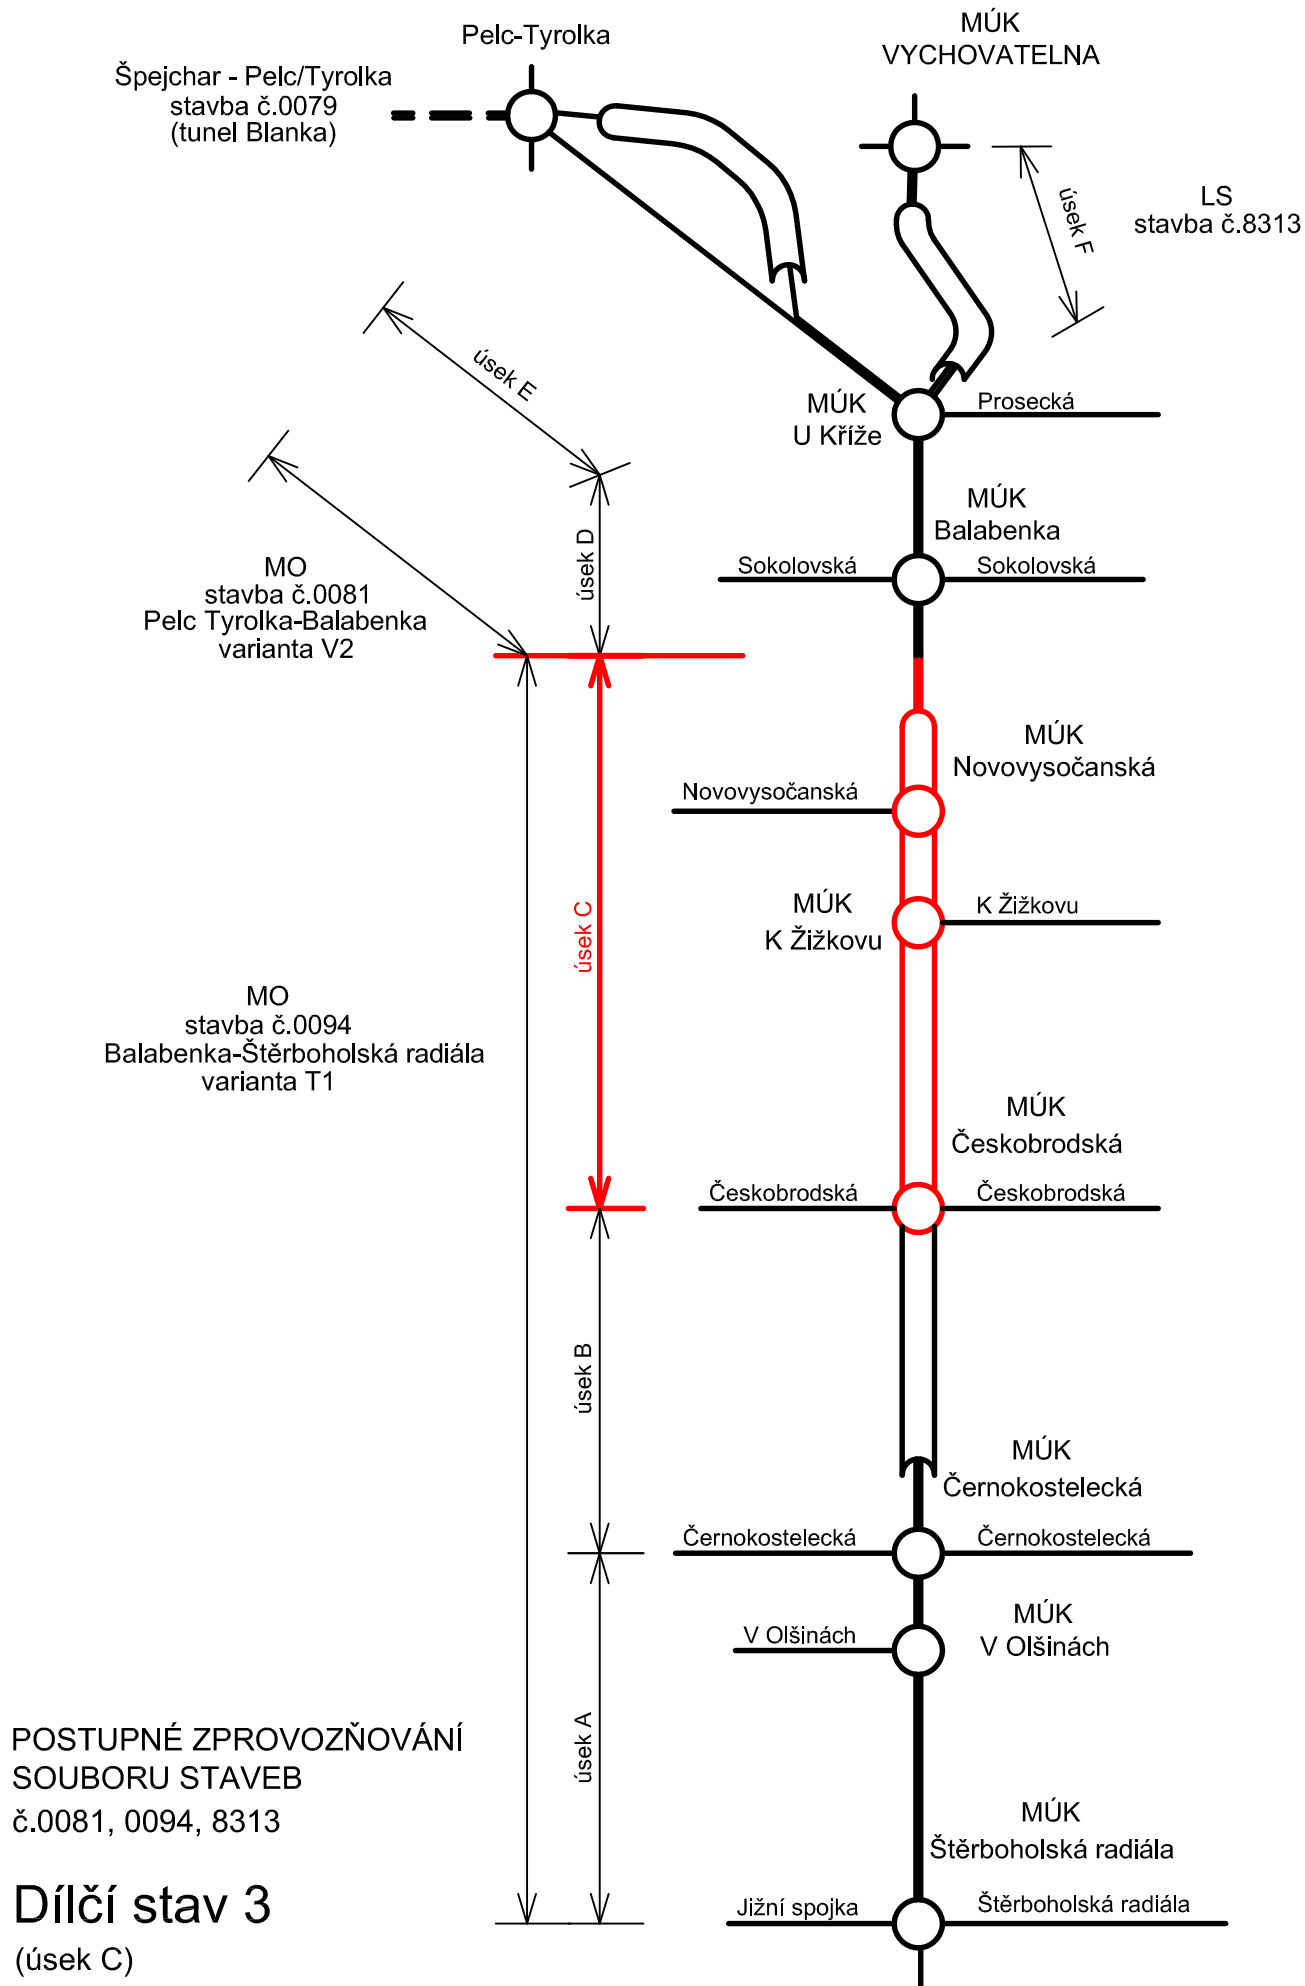 Pelc-Tyrolka
MÚK
VYCHOVATELNA
Špejchar - Pelc/Tyrolka
stavba č.0079
(tunel Blanka)
úsek F
LS
stavba č.8313
úsek E
MÚK
U Kříže
Prosecká
MÚK
Balabenka
úsek D
Sokolovská
Sokolovská
MO
stavba č.0081
Pelc Tyrolka-Balabenka
varianta V2
MÚK
Novovysočanská
Novovysočanská
MÚK
K Žižkovu
K Žižkovu
úsek C
MO
stavba č.0094
Balabenka-Štěrboholská radiála
varianta T1
MÚK
Českobrodská
Českobrodská
Českobrodská
úsek B
MÚK
Černokostelecká
Černokostelecká
Černokostelecká
MÚK
V Olšinách
V Olšinách
úsek A
POSTUPNÉ ZPROVOZŇOVÁNÍ
SOUBORU STAVEB
č.0081, 0094, 8313
MÚK
Štěrboholská radiála
Dílčí stav 3
(úsek C)
Jižní spojka
Štěrboholská radiála